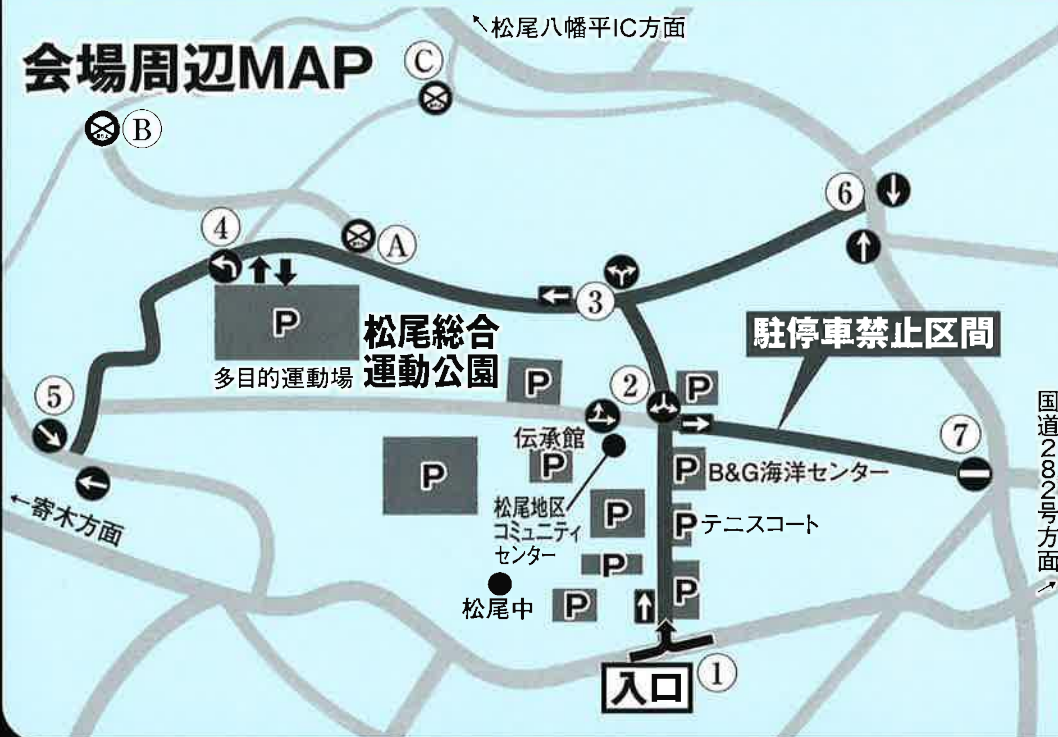 会場周辺MAP
↖松尾八幡平IC方面
C
B
6
4
A
3
P
松尾総合
運動公園
多目的運動場
駐停車禁止区間
P
2
P
5
7
国道282号方面→
伝承館
P
P
P
B&G海洋センター
←寄木方面
松尾地区
コミュニティ
センター
P
P
テニスコート
P
松尾中
P
P
入口
1